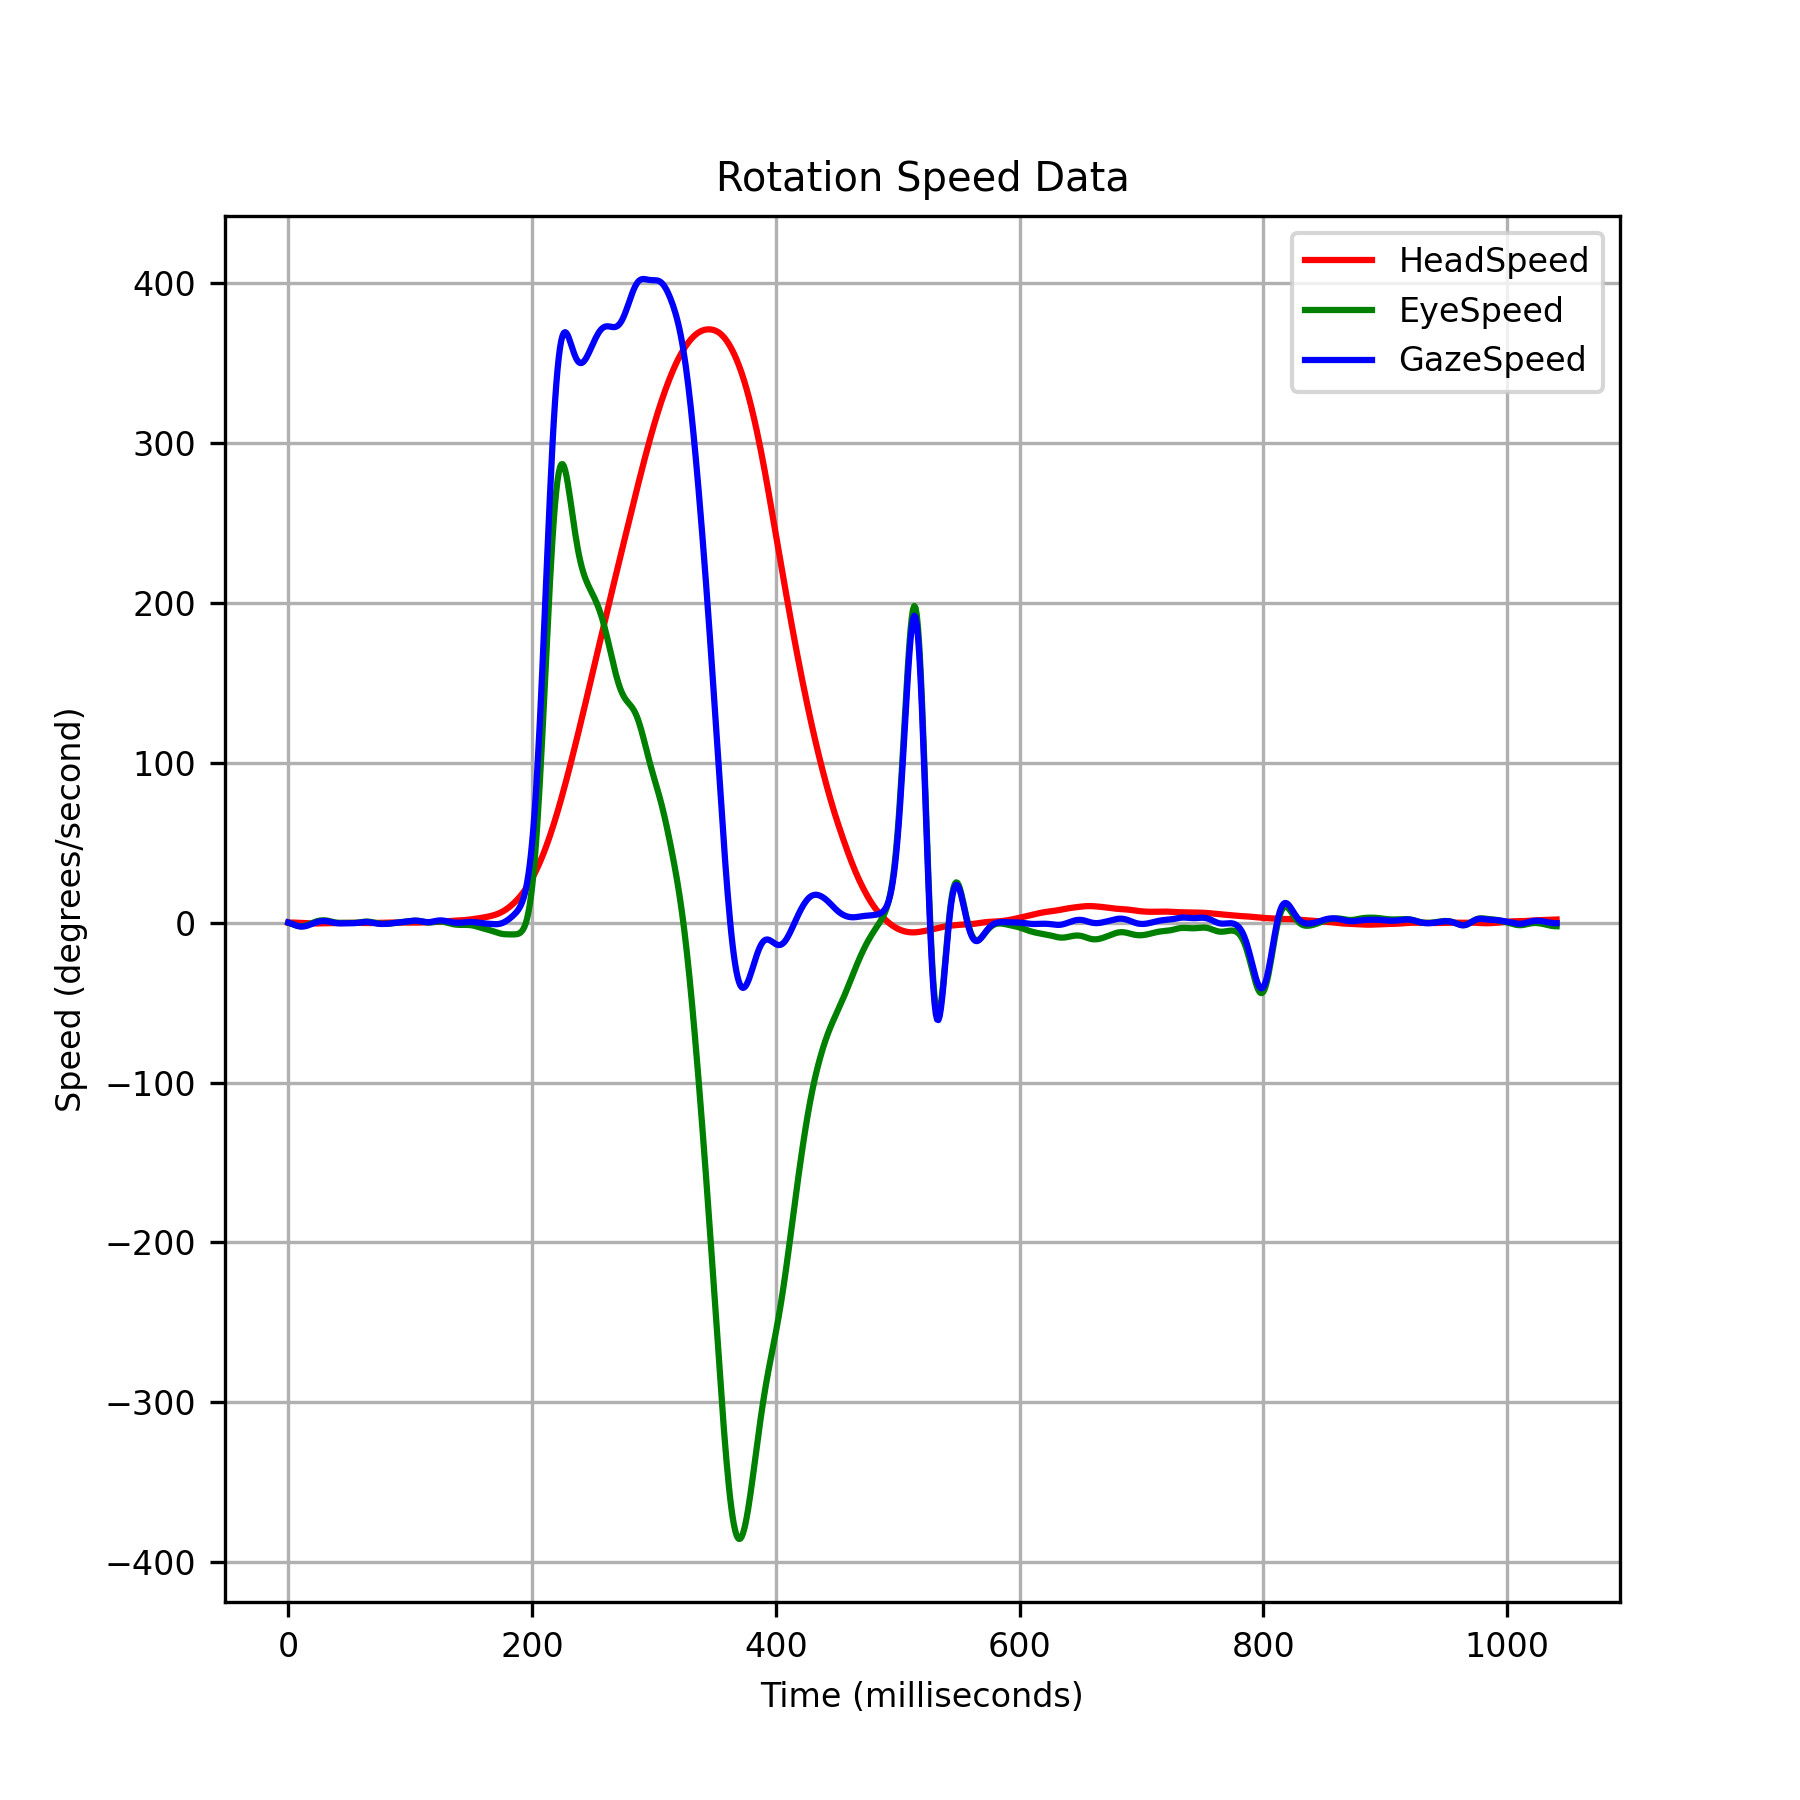 Rotation Speed Data
HeadSpeed
EyeSpeed
GazeSpeed
Speed (degrees/second)
400
300
200
100
0
−100
−200
−300
−400
0 200 400 600 800 1000
Time (milliseconds)